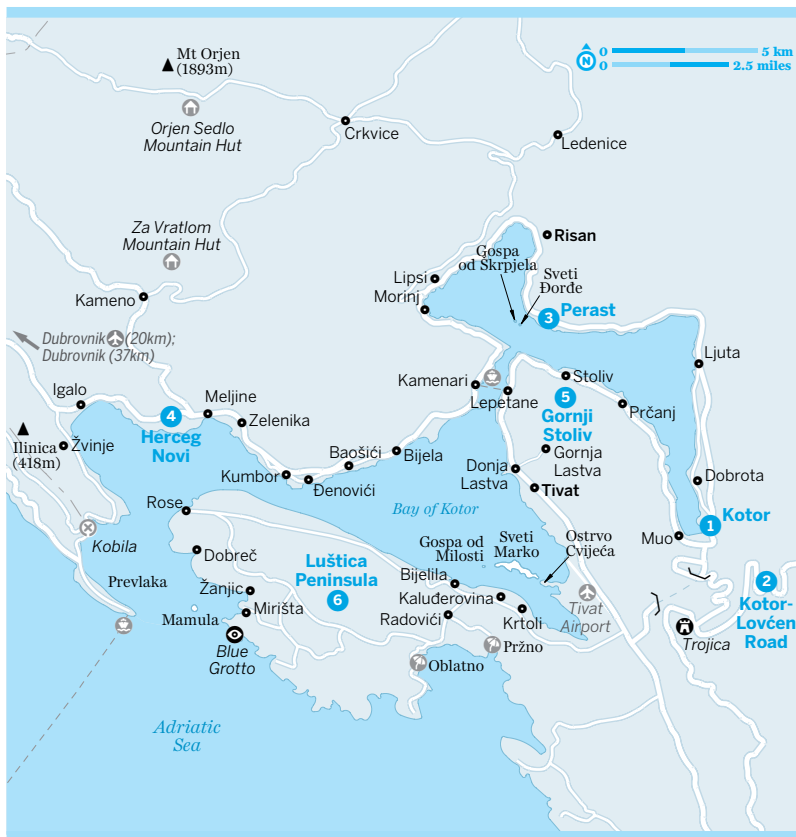 Mt Orjen
(1893m)
0
5 km
N
0
2.5 miles
Orjen Sedlo
Mountain Hut
Crkvice
Ledenice
Za Vratlom
Mountain Hut
Risan
Gospa
od Škrpjela
Sveti
Đorđe
Lipsi
Morinj
Kameno
3
Perast
Dubrovnik (20km);
Dubrovnik (37km)
Ljuta
Kamenari
Stoliv
Lepetane
5
Gornji
Stoliv
Prčanj
Igalo
Meljine
4
Herceg
Novi
Zelenika
Ilinica
(418m)
Žvinje
Baošići
Bijela
Gornja
Lastva
Kumbor
Đenovići
Donja
Lastva
Dobrota
Tivat
Rose
Bay of Kotor
1
Kotor
Muo
Kobila
Dobreč
Gospa od
Milosti
Sveti
Marko
Ostrvo
Cvijeća
Luštica
Peninsula
6
Prevlaka
Žanjic
Bijelila
Kaluđerovina
2
Kotor-
Lovćen
Road
Mamula
Mirišta
Radovići
Krtoli
Tivat
Airport
Trojica
Blue
Grotto
Pržno
Oblatno
Adriatic
Sea